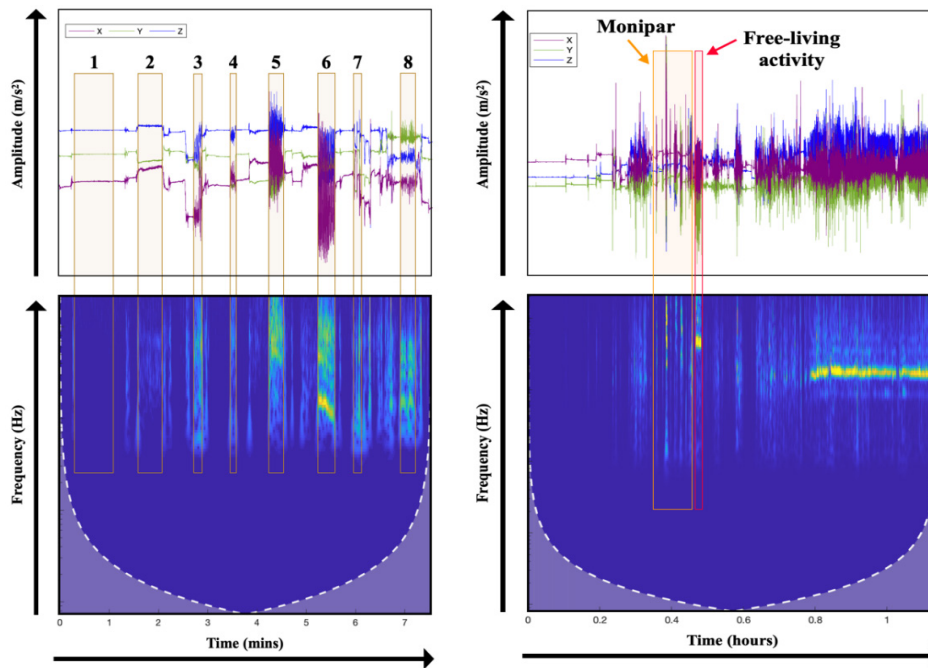 X Y Z
1 2 3 4 5 6 7 8
Amplitude (m/s²)
Frequency (Hz)
0 1 2 3 4 5 6 7
Time (mins)
Monipar
Free-living
activity
X
Y
Z
Amplitude (m/s²)
Frequency (Hz)
0 0.2 0.4 0.6 0.8 1
Time (hours)